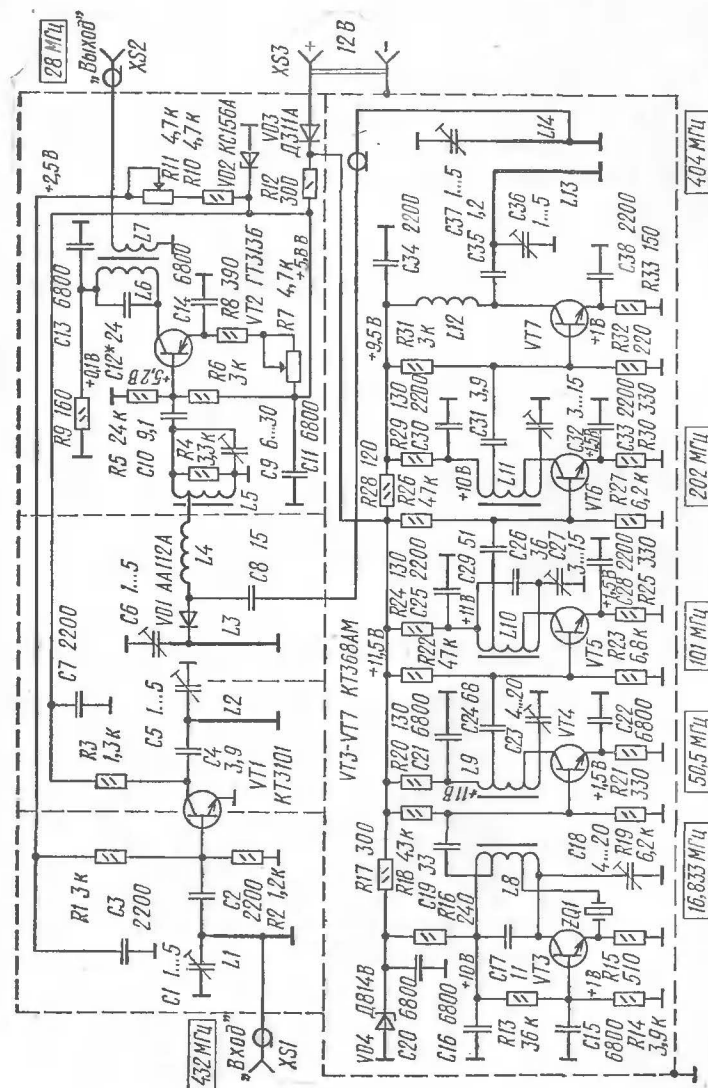 432 МГц
"Вход"
XS1
C1 1...5
L1
R1 3 к
C3
2200
C2
2200
R2 1,2 к
R3
1,3 к
VT1
КТ3101
C4
3,9
C5 1...5
L2
C7 2200
C6 1...5
VD1 АА112А
L3
L4
C8 15
L5
R5 24 к
C10 9,1
R4
3,3 к
C9 6...30
C11 6800
R9 160
+0,1 В
C12* 24
+5,2 В
R6
3 к
C13 6800
L6
L7
C14 6800
R8 390
VT2 ГТ313Б
R7 4,7 к
+5,8 В
+2,5 В
R11 4,7 к
R10 4,7 к
VD2 КС156А
R12
300
VD3
Д311А
28 МГц
"Выход"
XS2
XS3
+
12 В
-
VD4 Д814В
C20 6800
C16 6800
+10 В
R13
36 к
C15
6800
R14
3,9 к
R17 300
R18 43 к
C19 33
R16
240
C17
11
VT3
+1 В
R15
510
L8
ZQ1
C18
4...20
R19
6,2 к
16,833 МГц
VT3-VT7 КТ368АМ
R20 130
C21 6800
+11 В
L9
C24 68
C23 4...20
VT4
+1,5 В
R21
330
C22
6800
50,5 МГц
+11,5 В
R22
47 к
R24 130
C25 2200
+11 В
L10
C29 51
C26
36
C27
3...15
VT5
+1,5 В
R23
6,8 к
C28 2200
R25 330
101 МГц
R28 120
R26
47 к
R29 130
C30 2200
+10 В
L11
C31 3,9
C32 3...15
VT6
+1,5 В
R27
6,2 к
C33 2200
R30 330
202 МГц
+9,5 В
R31
3 к
C34 2200
L12
C37 1...5
C35 1,2
C36
1...5
L13
L14
VT7
+1 В
R32
220
C38 2200
R33 150
404 МГц